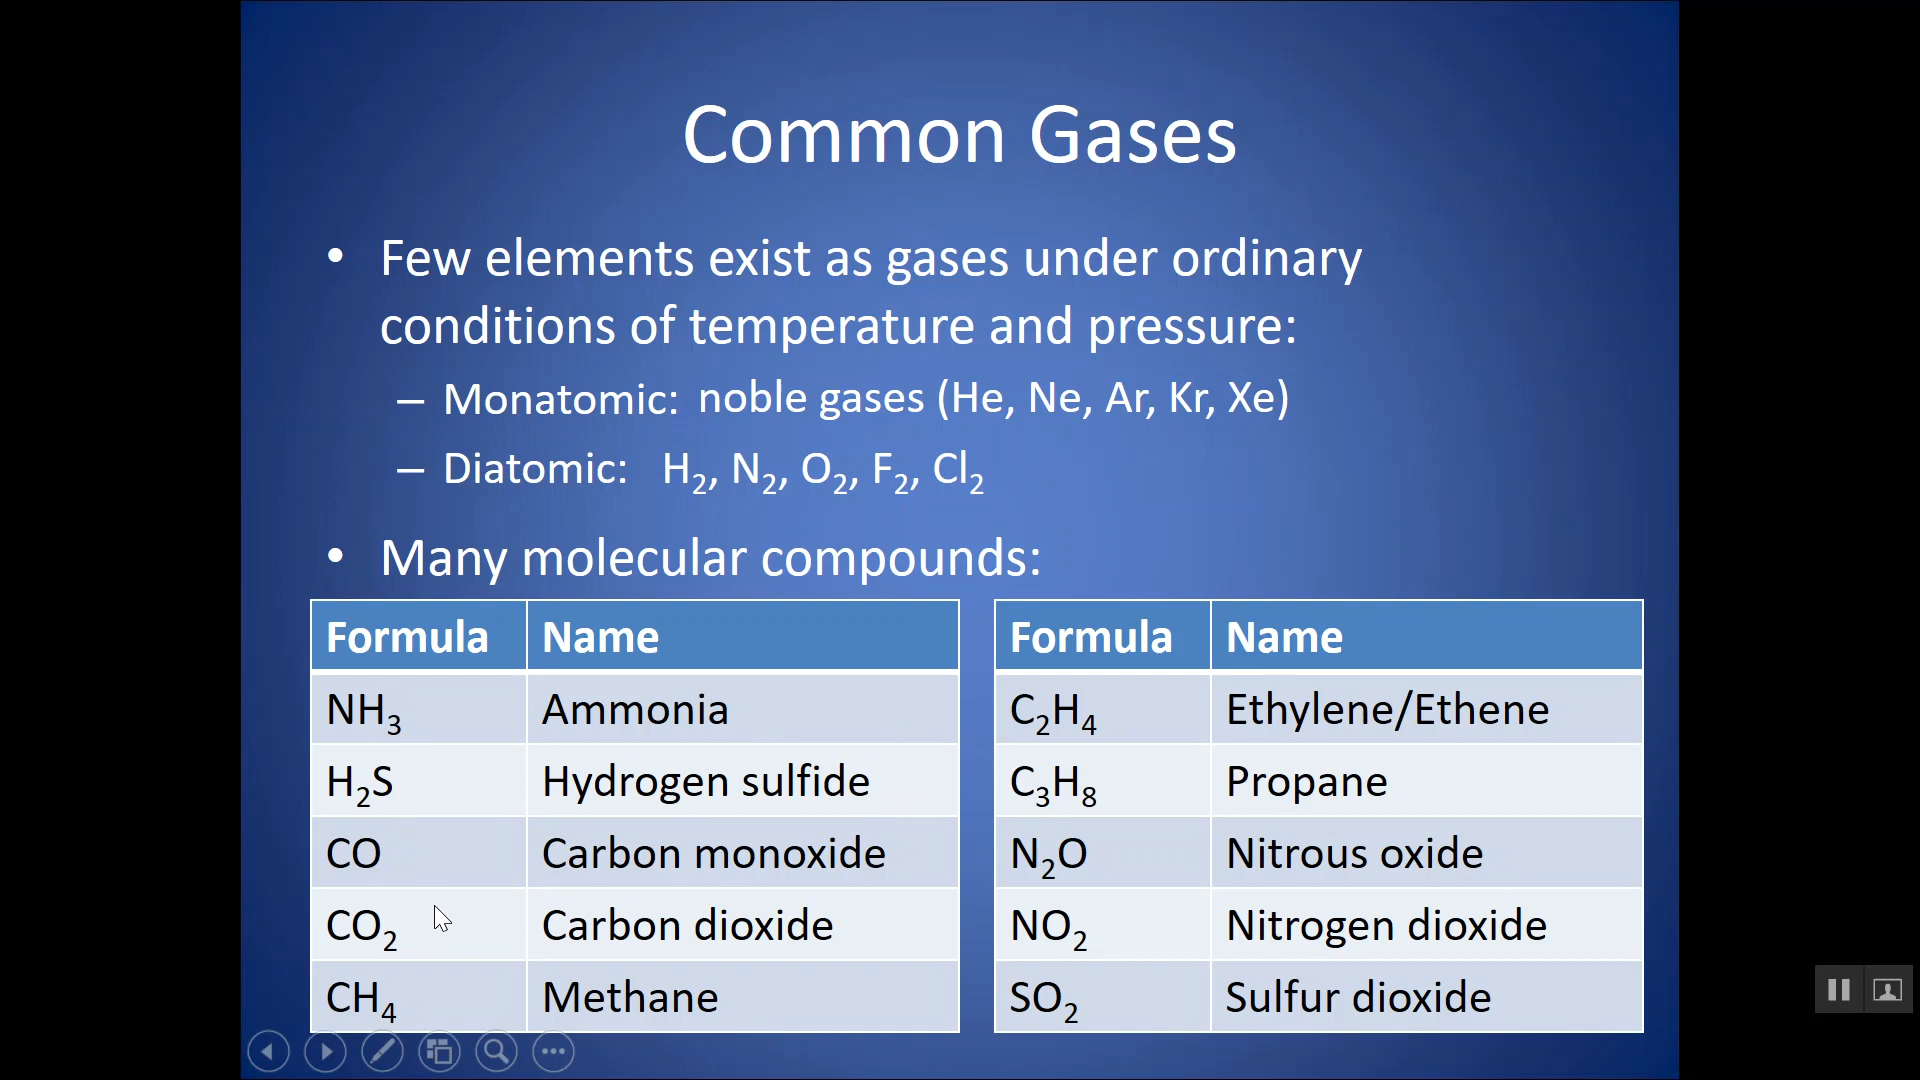 Common Gases
• Few elements exist as gases under ordinary
conditions of temperature and pressure:
– Monatomic: noble gases (He, Ne, Ar, Kr, Xe)
– Diatomic: H₂, N₂, O₂, F₂, Cl₂
• Many molecular compounds:
Formula Name
NH₃ Ammonia
H₂S Hydrogen sulfide
CO Carbon monoxide
CO₂ Carbon dioxide
CH₄ Methane
Formula Name
C₂H₄ Ethylene/Ethene
C₃H₈ Propane
N₂O Nitrous oxide
NO₂ Nitrogen dioxide
SO₂ Sulfur dioxide